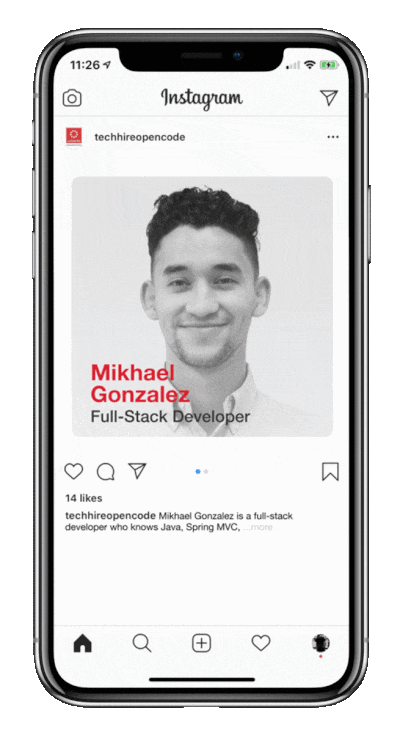 11:26
Instagram
techhireopencode
Mikhael
Gonzalez
Full-Stack Developer
14 likes
techhireopencode Mikhael Gonzalez is a full-stack
developer who knows Java, Spring MVC, ...more